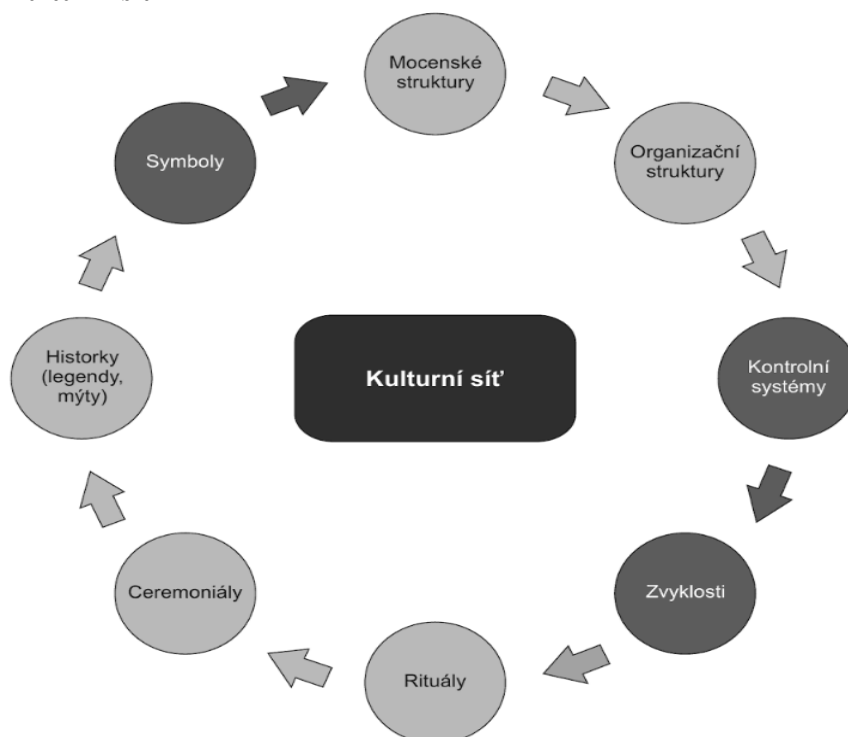 Mocenské
struktury
Organizační
struktury
Kontrolní
systémy
Zvyklosti
Rituály
Ceremoniály
Historky
(legendy,
mýty)
Symboly
Kulturní síť